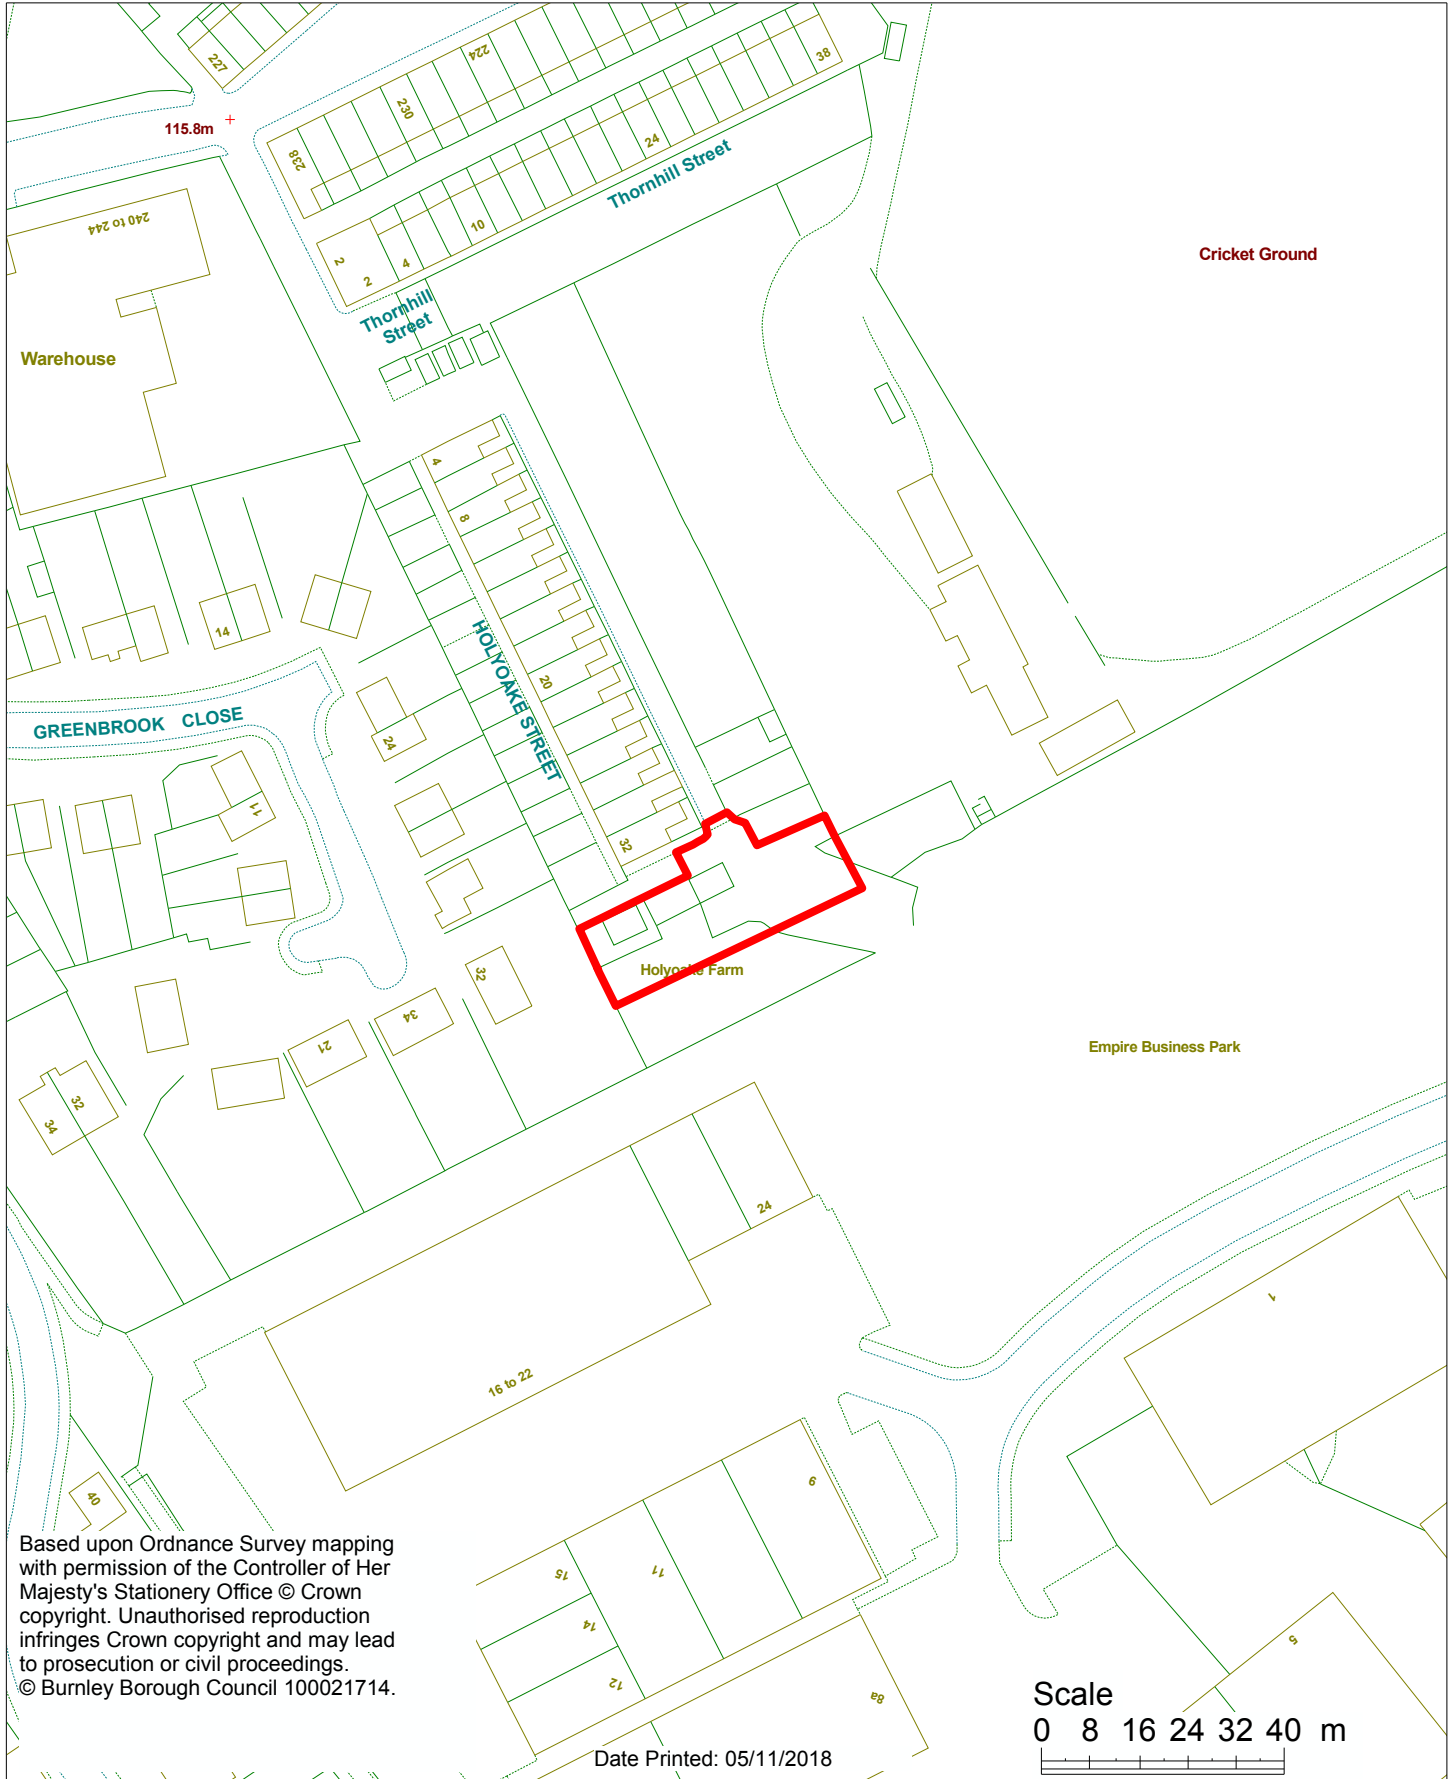 227
224
38
230
115.8m
238
24
Thornhill Street
240 to 244
10
Cricket Ground
2
4
2
Thornhill
Street
Warehouse
4
8
14
HOLYOAKE STREET
20
GREENBROOK CLOSE
24
11
32
32
Holyoake Farm
34
21
Empire Business Park
32
34
24
1
16 to 22
9
40
11
15
14
12
5
8a
Based upon Ordnance Survey mapping
with permission of the Controller of Her
Majesty's Stationery Office © Crown
copyright. Unauthorised reproduction
infringes Crown copyright and may lead
to prosecution or civil proceedings.
© Burnley Borough Council 100021714.
Scale
0 8 16 24 32 40 m
Date Printed: 05/11/2018